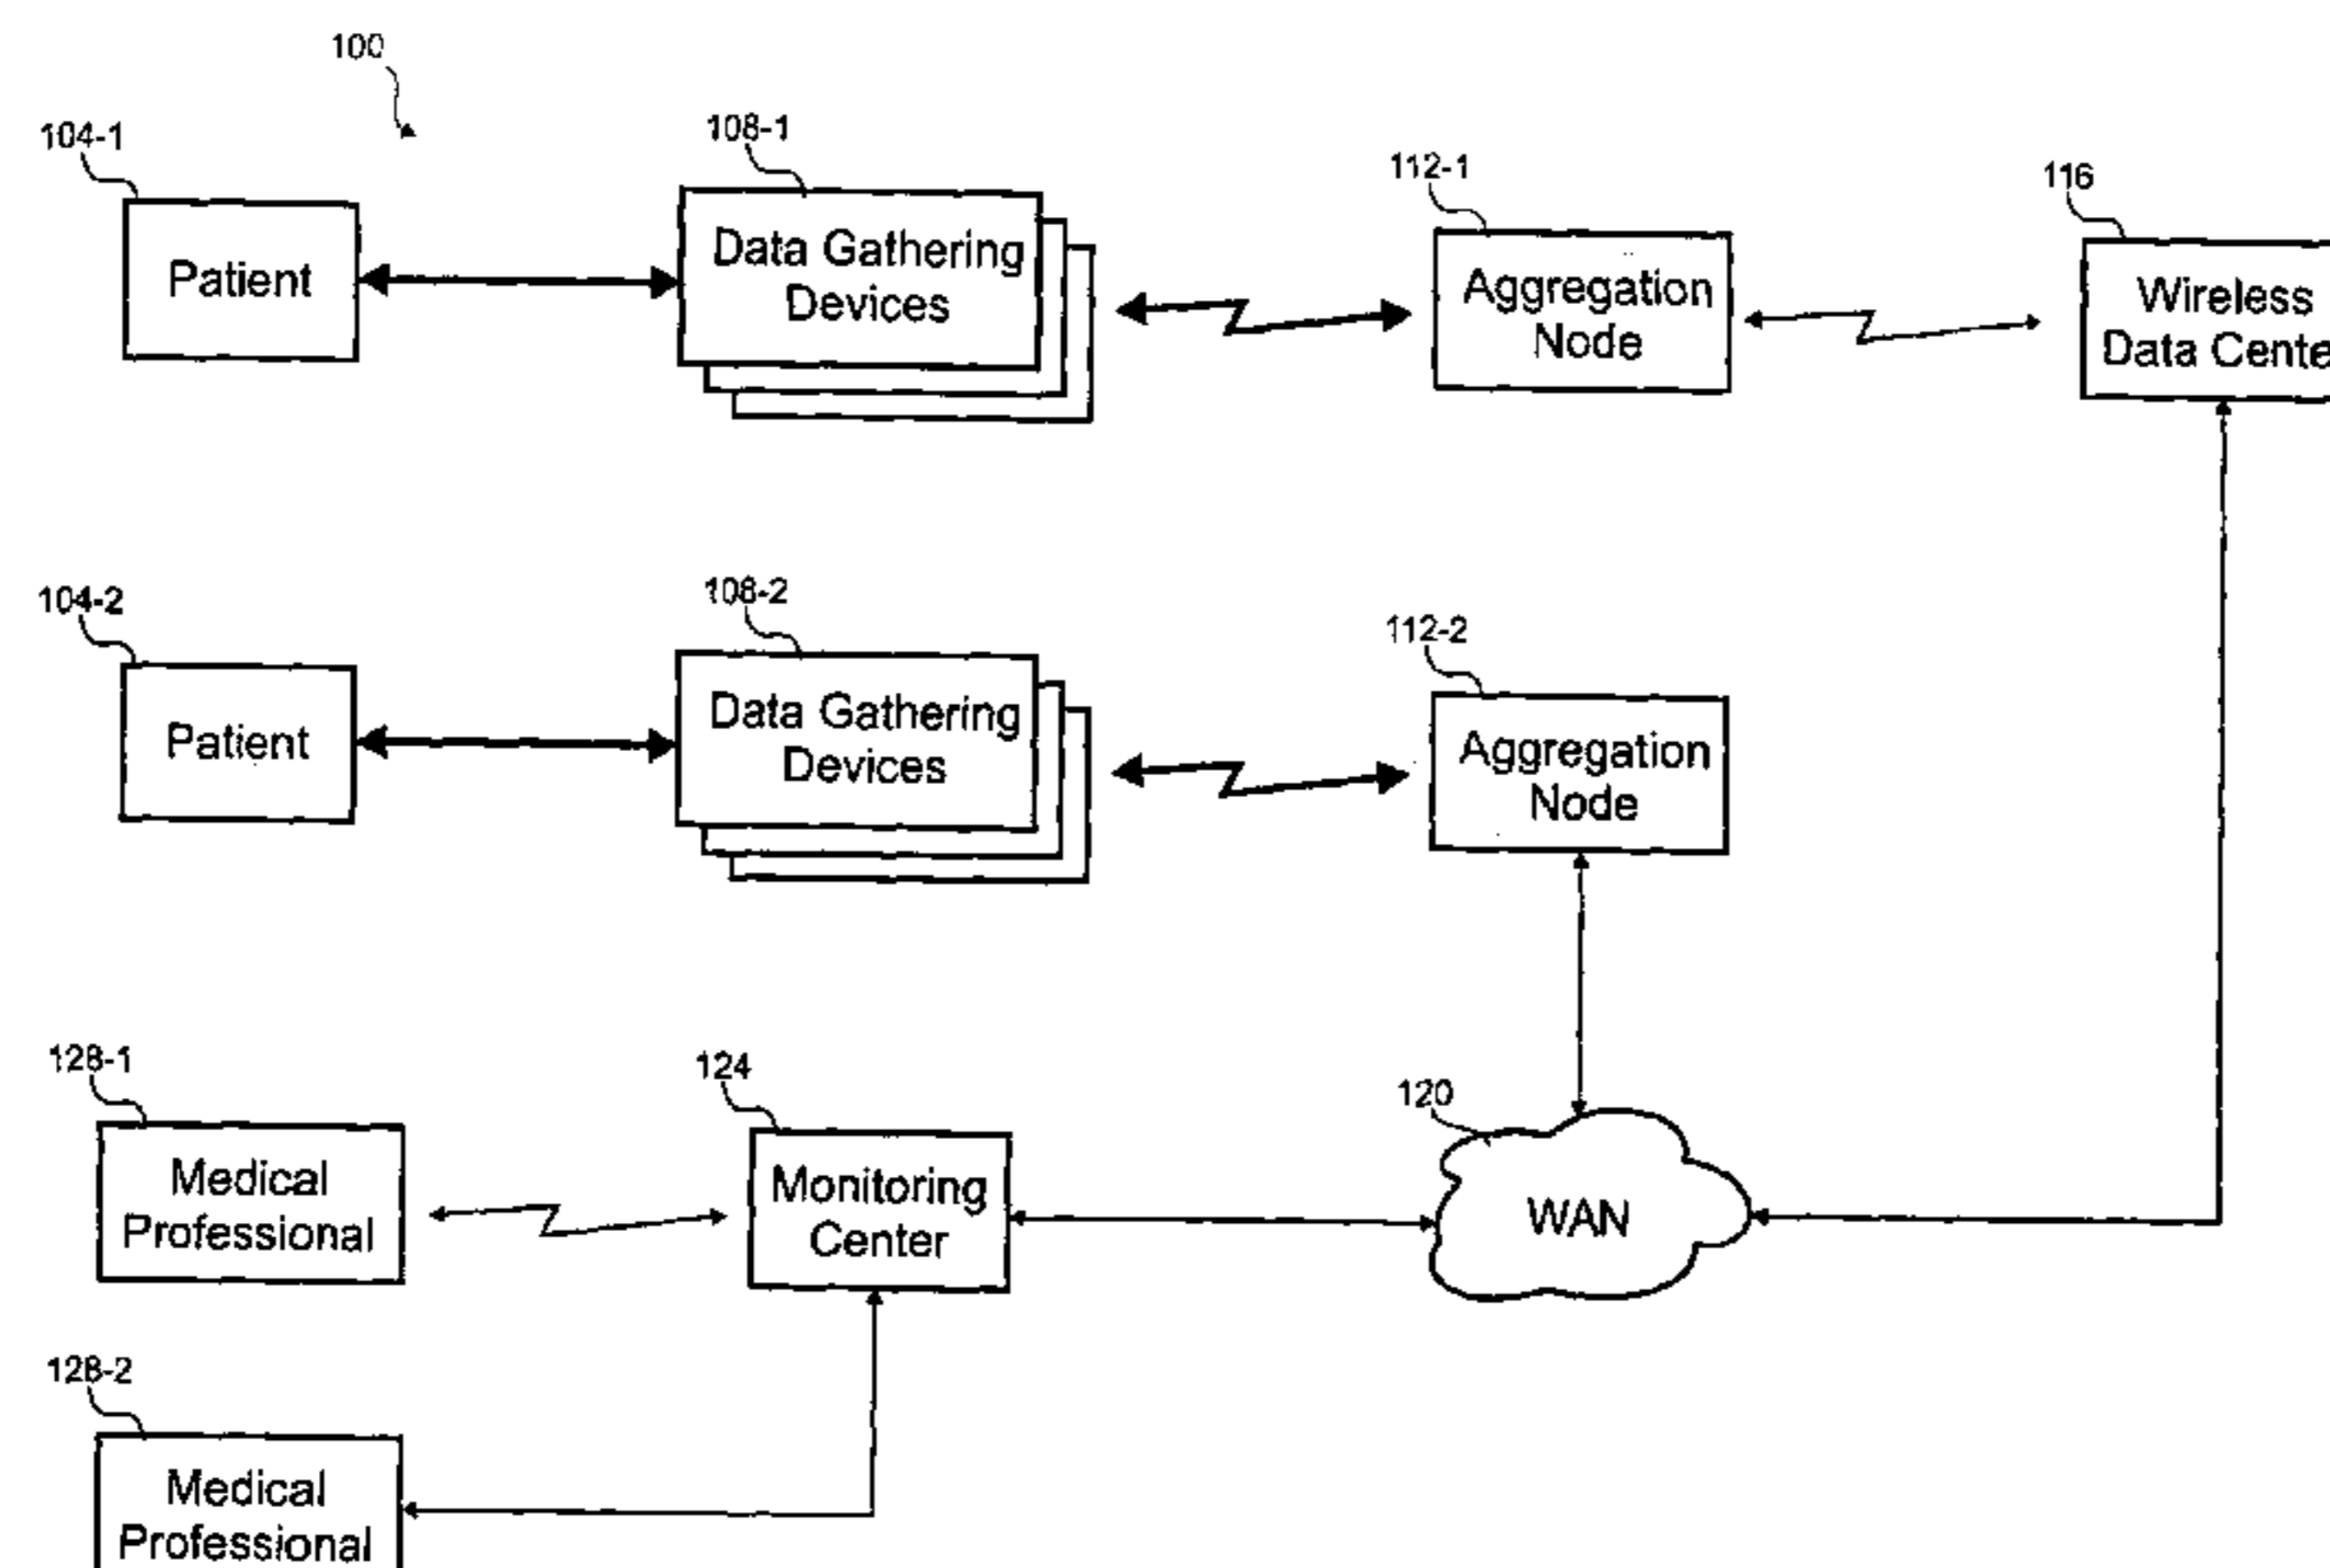 100
104-1
108-1
112-1
116
Patient
Data Gathering
Devices
Aggregation
Node
Wireless
Data Cente
104-2
108-2
112-2
Patient
Data Gathering
Devices
Aggregation
Node
128-1
124
120
Medical
Professional
Monitoring
Center
WAN
128-2
Medical
Professional